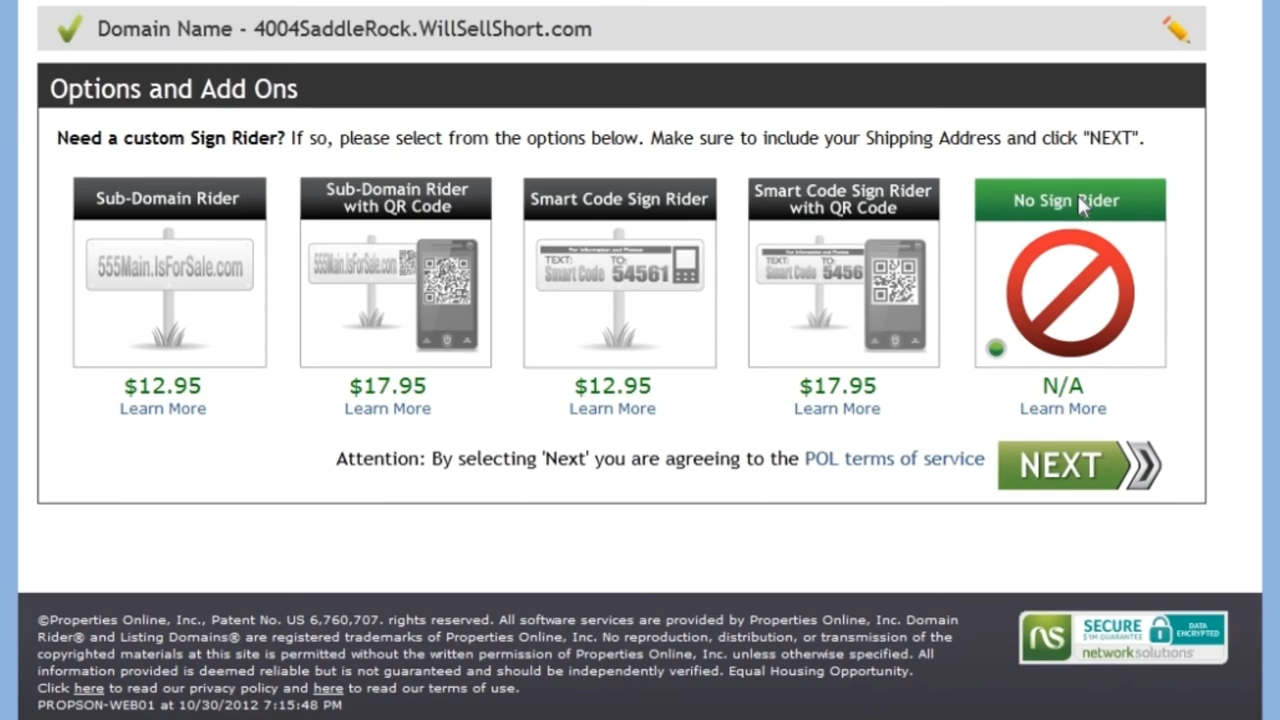 Domain Name - 4004SaddleRock.WillSellShort.com
Options and Add Ons
Need a custom Sign Rider? If so, please select from the options below. Make sure to include your Shipping Address and click "NEXT".
Sub-Domain Rider
555Main.IsForSale.com
$12.95
Learn More
Sub-Domain Rider
with QR Code
555Main.IsForSale.com
$17.95
Learn More
Smart Code Sign Rider
For Information and Photos:
TEXT: TO:
Smart Code 54561
$12.95
Learn More
Smart Code Sign Rider
with QR Code
For Information and Photos:
TEXT: TO:
Smart Code 5456
$17.95
Learn More
No Sign Rider
N/A
Learn More
Attention: By selecting 'Next' you are agreeing to the POL terms of service
NEXT
©Properties Online, Inc., Patent No. US 6,760,707. rights reserved. All software services are provided by Properties Online, Inc. Domain
Rider® and Listing Domains® are registered trademarks of Properties Online, Inc. No reproduction, distribution, or transmission of the
copyrighted materials at this site is permitted without the written permission of Properties Online, Inc. unless otherwise specified. All
information provided is deemed reliable but is not guaranteed and should be independently verified. Equal Housing Opportunity.
Click here to read our privacy policy and here to read our terms of use.
PROPSON-WEB01 at 10/30/2012 7:15:48 PM
ns
SECURE
$1M GUARANTEE
DATA
ENCRYPTED
networksolutions